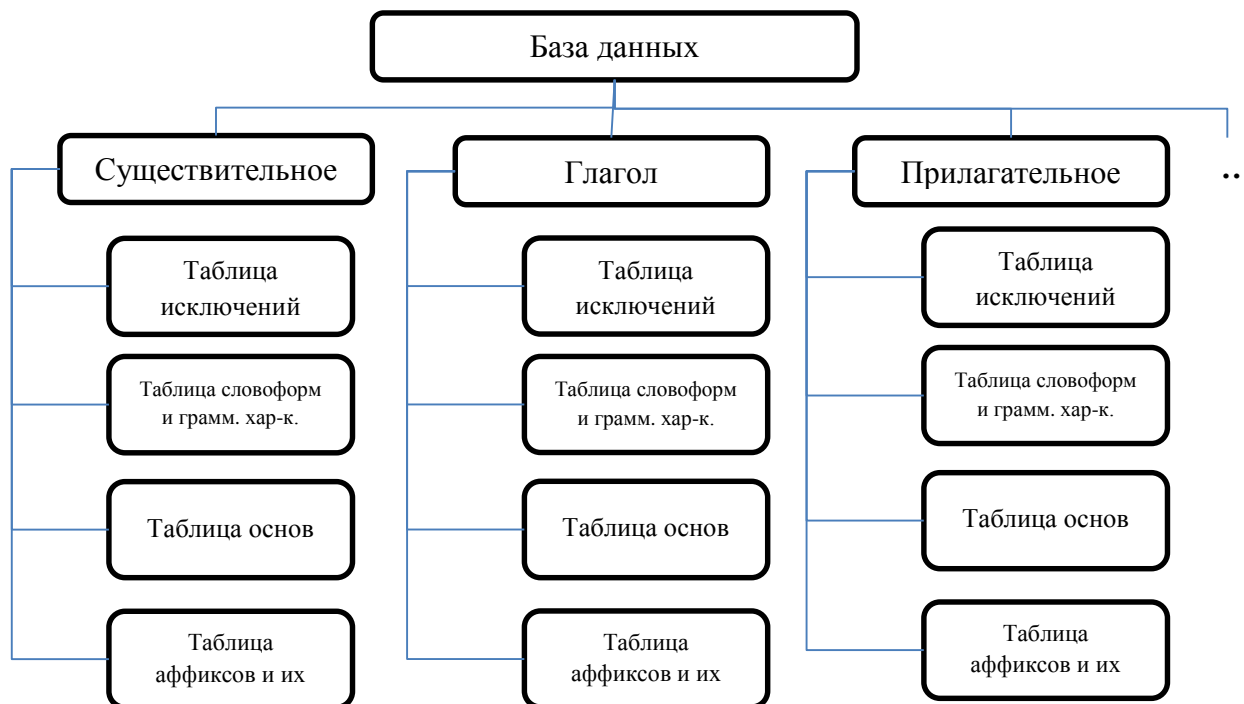 База данных
Существительное
Глагол
Прилагательное
..
Таблица
исключений
Таблица
исключений
Таблица
исключений
Таблица словоформ
и грамм. хар-к.
Таблица словоформ
и грамм. хар-к.
Таблица словоформ
и грамм. хар-к.
Таблица основ
Таблица основ
Таблица основ
Таблица
аффиксов и их
Таблица
аффиксов и их
Таблица
аффиксов и их